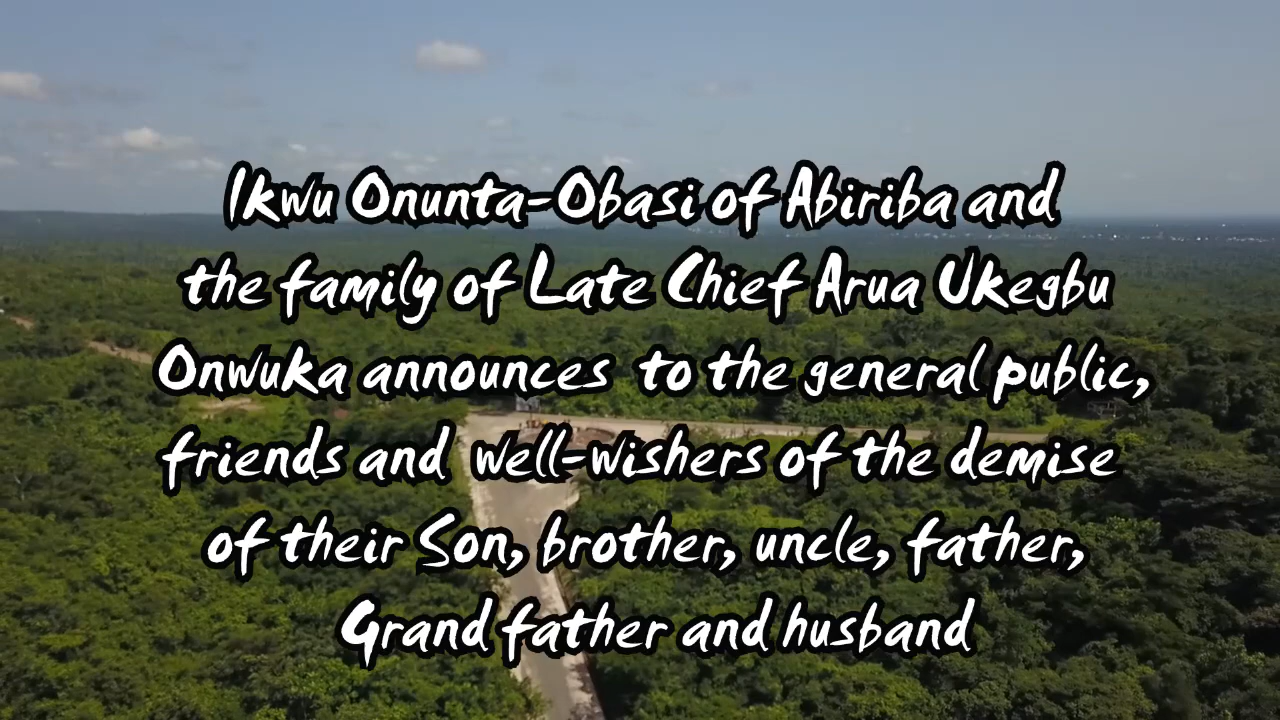 Ikwu Onunta-Obasi of Abiriba and
the family of Late Chief Arua Ukegbu
Onwuka announces to the general public,
friends and well-wishers of the demise
of their Son, brother, uncle, father,
Grand father and husband